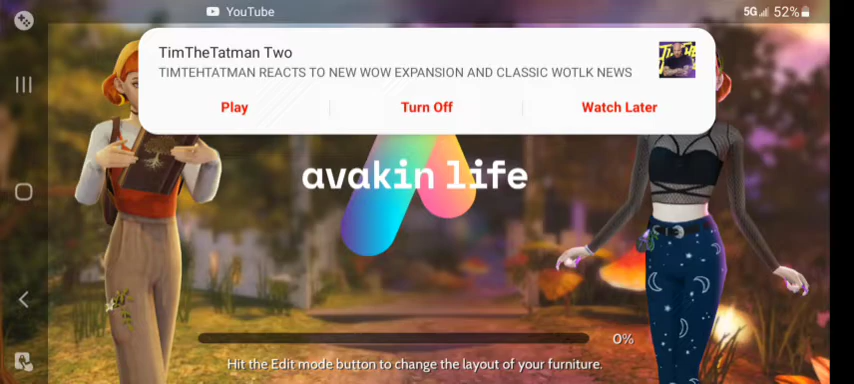 YouTube
5G 52%
TimTheTatman Two
TIMTEHTATMAN REACTS TO NEW WOW EXPANSION AND CLASSIC WOTLK NEWS
Play Turn Off Watch Later
avakin life
0%
Hit the Edit mode button to change the layout of your furniture.